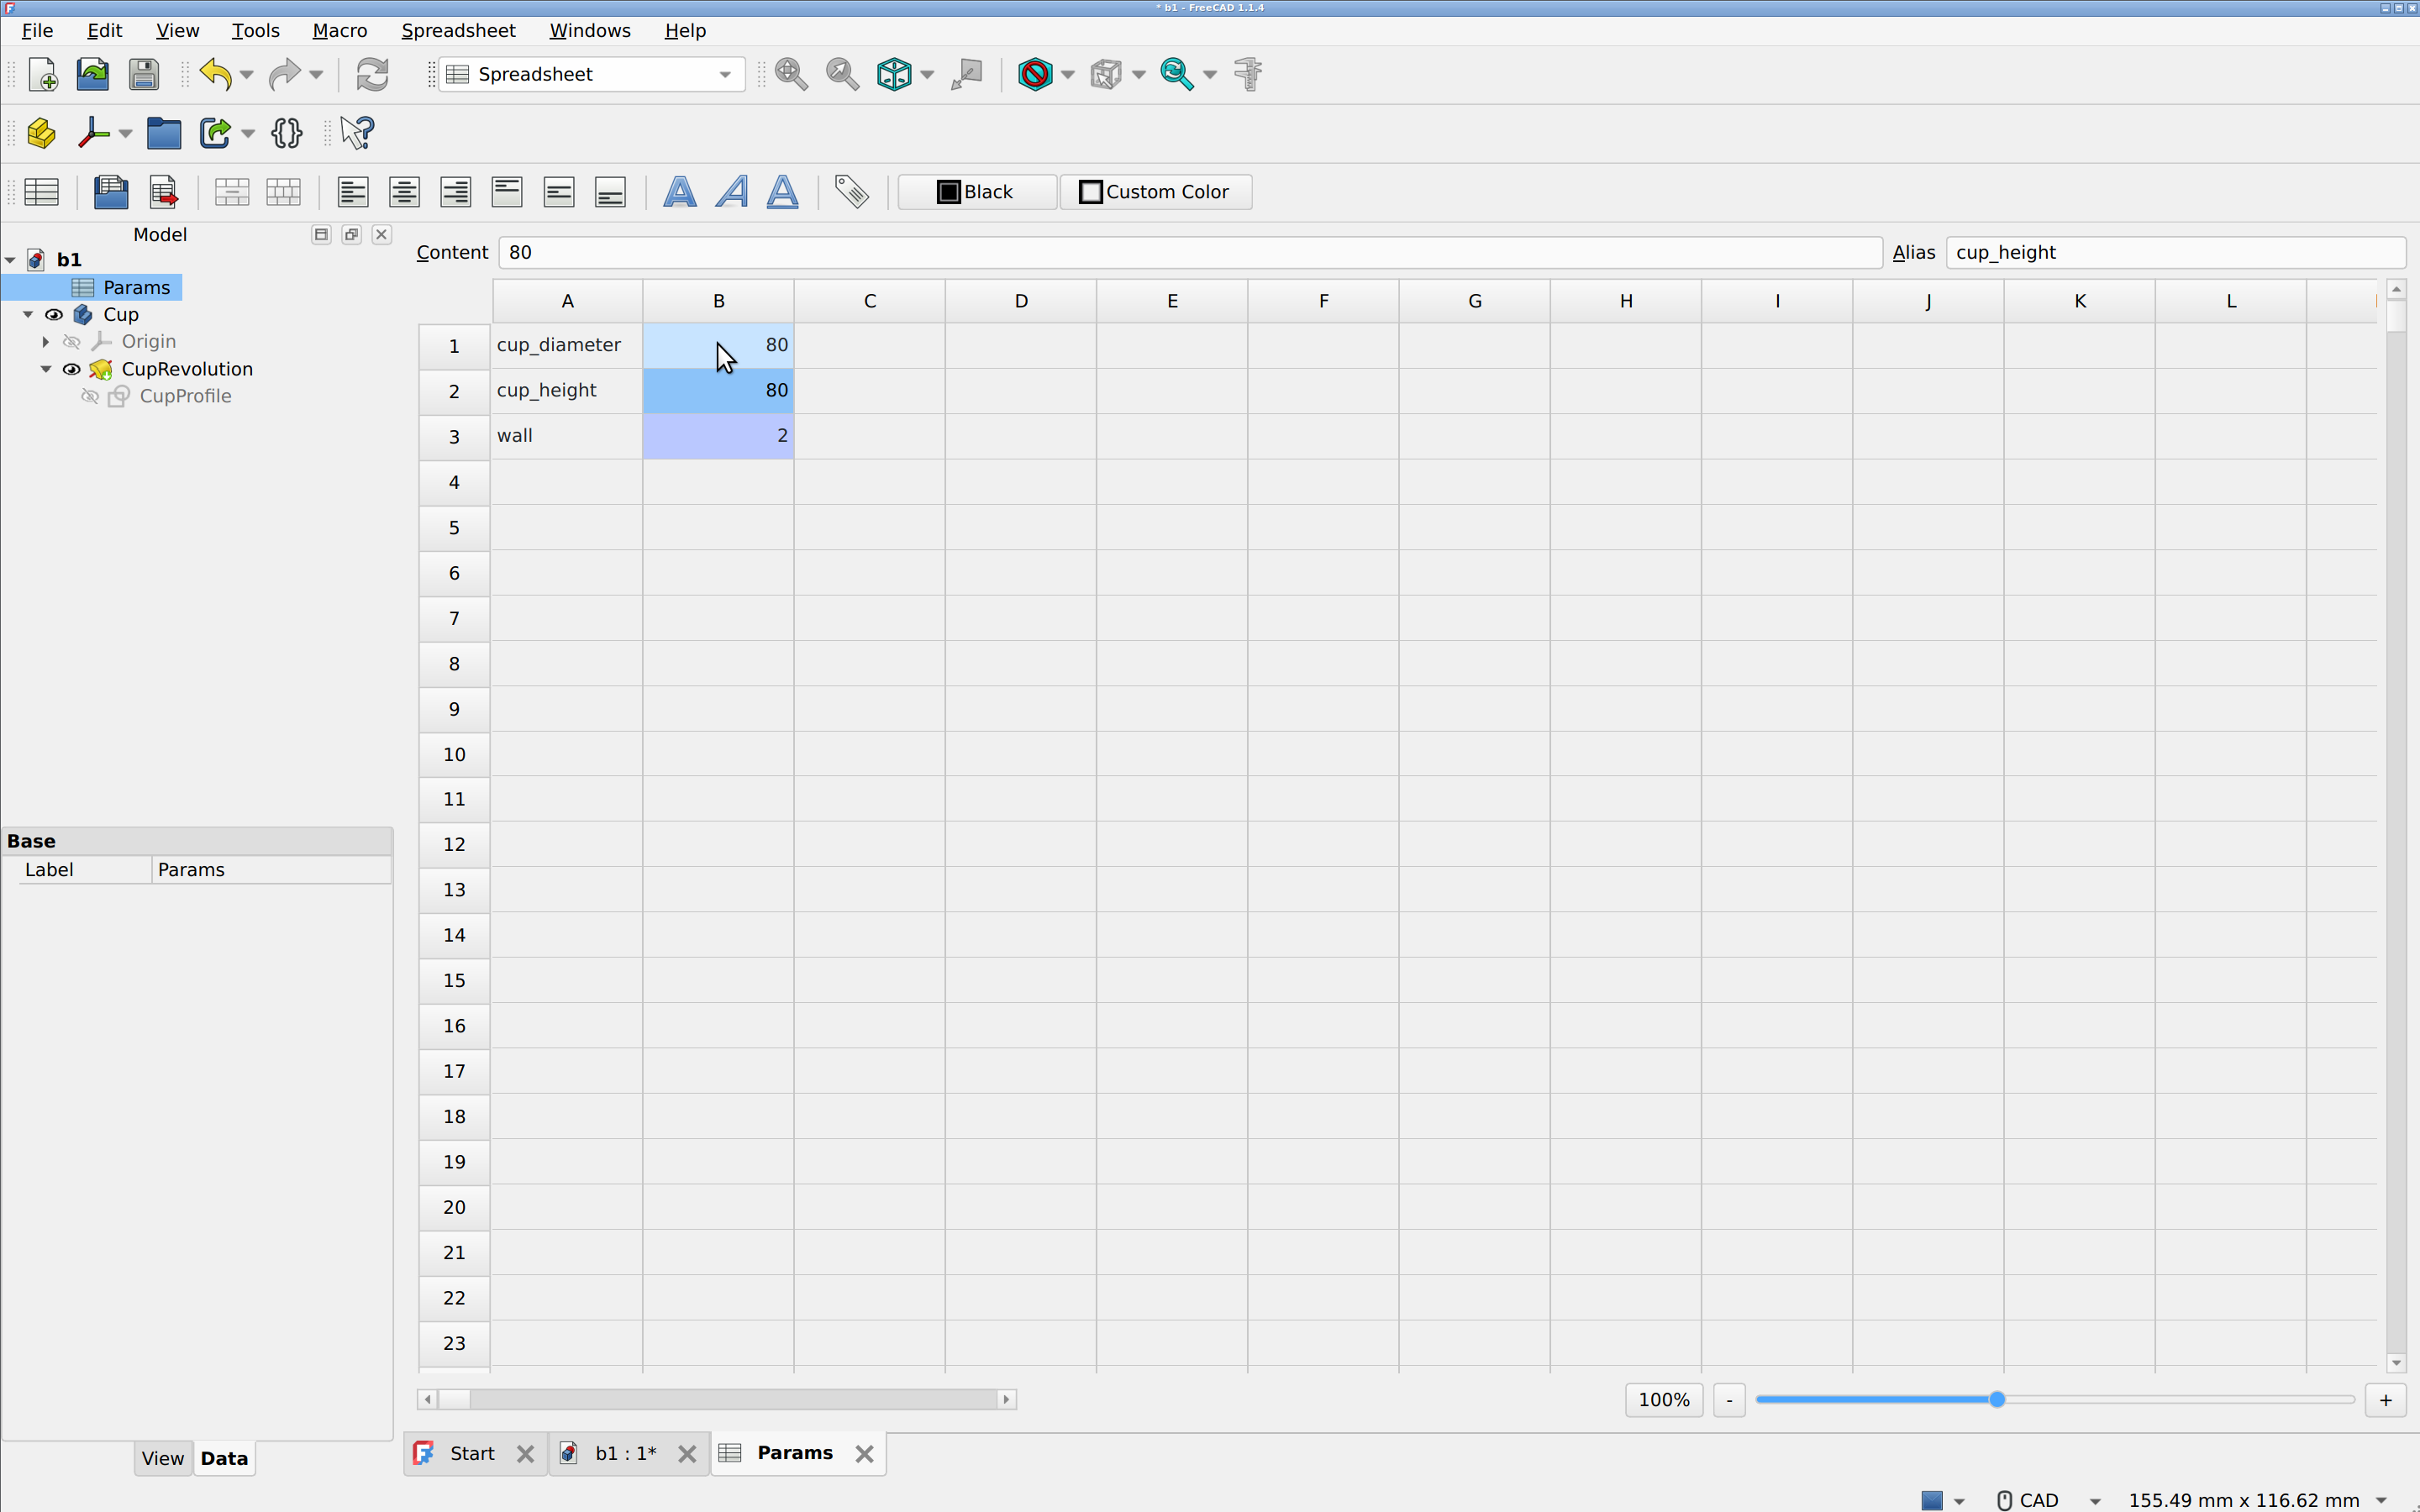 * b1 - FreeCAD 1.1.4
File Edit View Tools Macro Spreadsheet Windows Help
Spreadsheet
Black Custom Color
Model
b1
Params
Cup
Origin
CupRevolution
CupProfile
Content 80 Alias cup_height
A B C D E F G H I J K L
1 cup_diameter 80
2 cup_height 80
3 wall 2
4
5
6
7
8
9
10
11
12
13
14
15
16
17
18
19
20
21
22
23
Base
Label Params
100% - +
View Data
Start b1 : 1* Params
CAD 155.49 mm x 116.62 mm